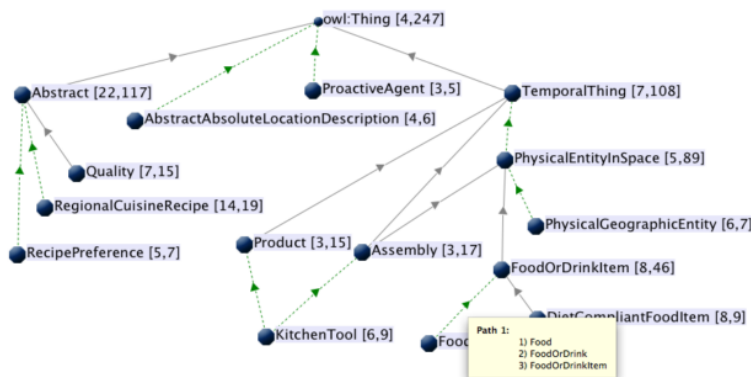 owl:Thing [4,247]
Abstract [22,117]
ProactiveAgent [3,5]
TemporalThing [7,108]
AbstractAbsoluteLocationDescription [4,6]
PhysicalEntityInSpace [5,89]
Quality [7,15]
RegionalCuisineRecipe [14,19]
PhysicalGeographicEntity [6,7]
RecipePreference [5,7]
Product [3,15]
Assembly [3,17]
FoodOrDrinkItem [8,46]
DietCompliantFoodItem [8,9]
KitchenTool [6,9]
Food
Path 1:
1) Food
2) FoodOrDrink
3) FoodOrDrinkItem